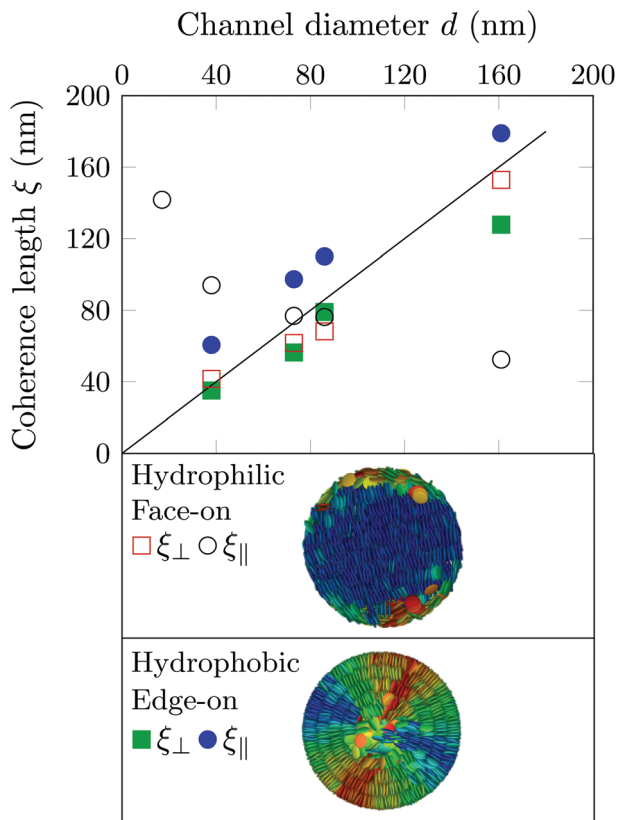 Channel diameter d (nm)
0 40 80 120 160 200
Coherence length ξ (nm)
200
160
120
80
40
0
Hydrophilic
Face-on
ξ⊥ ξ∥
Hydrophobic
Edge-on
ξ⊥ ξ∥